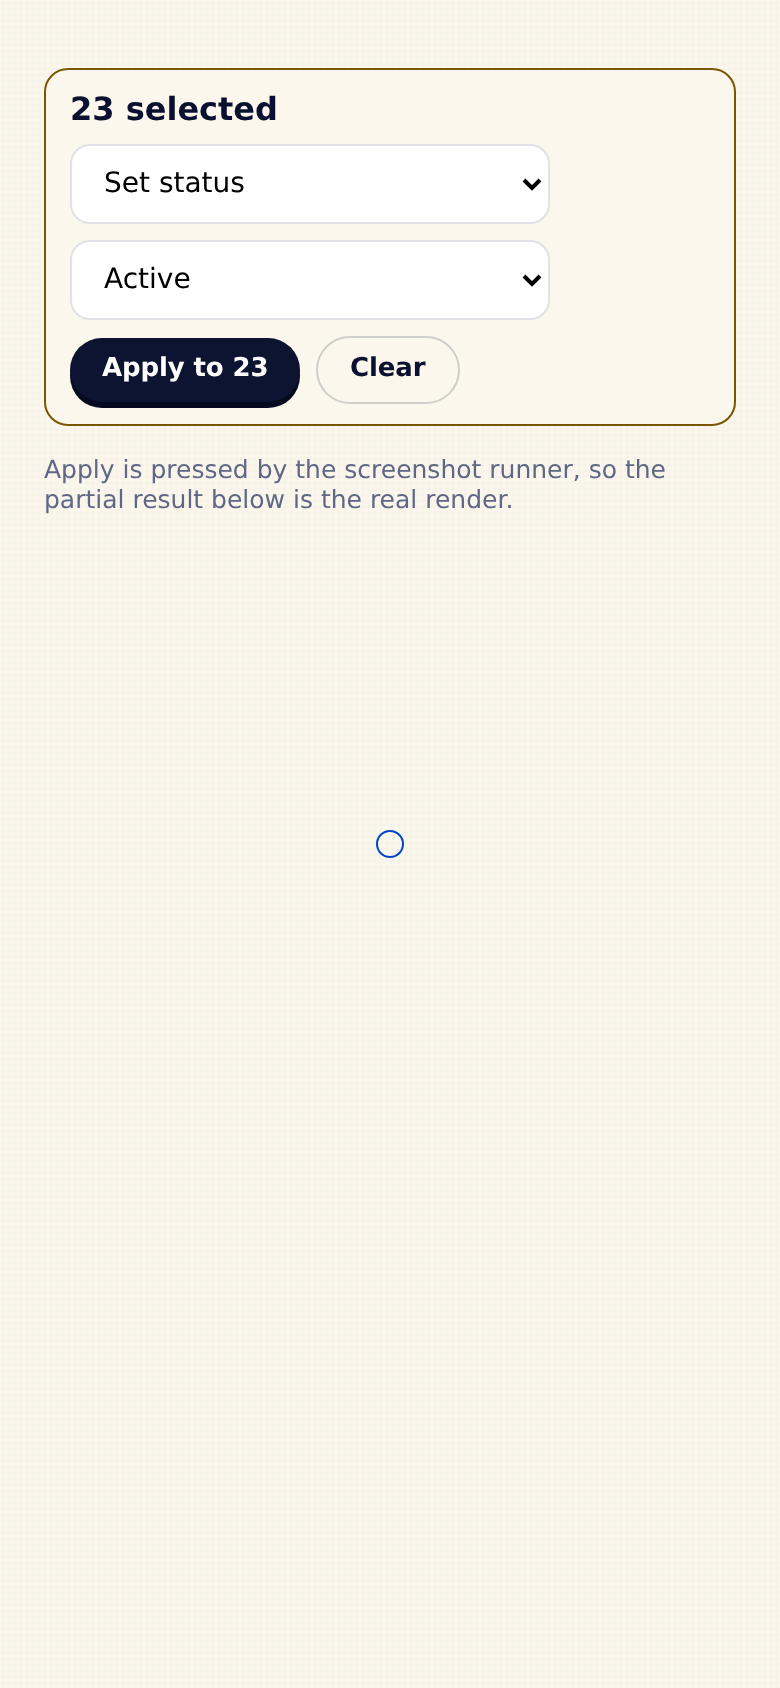 23 selected
Set status
Active
Apply to 23
Clear
Apply is pressed by the screenshot runner, so the
partial result below is the real render.